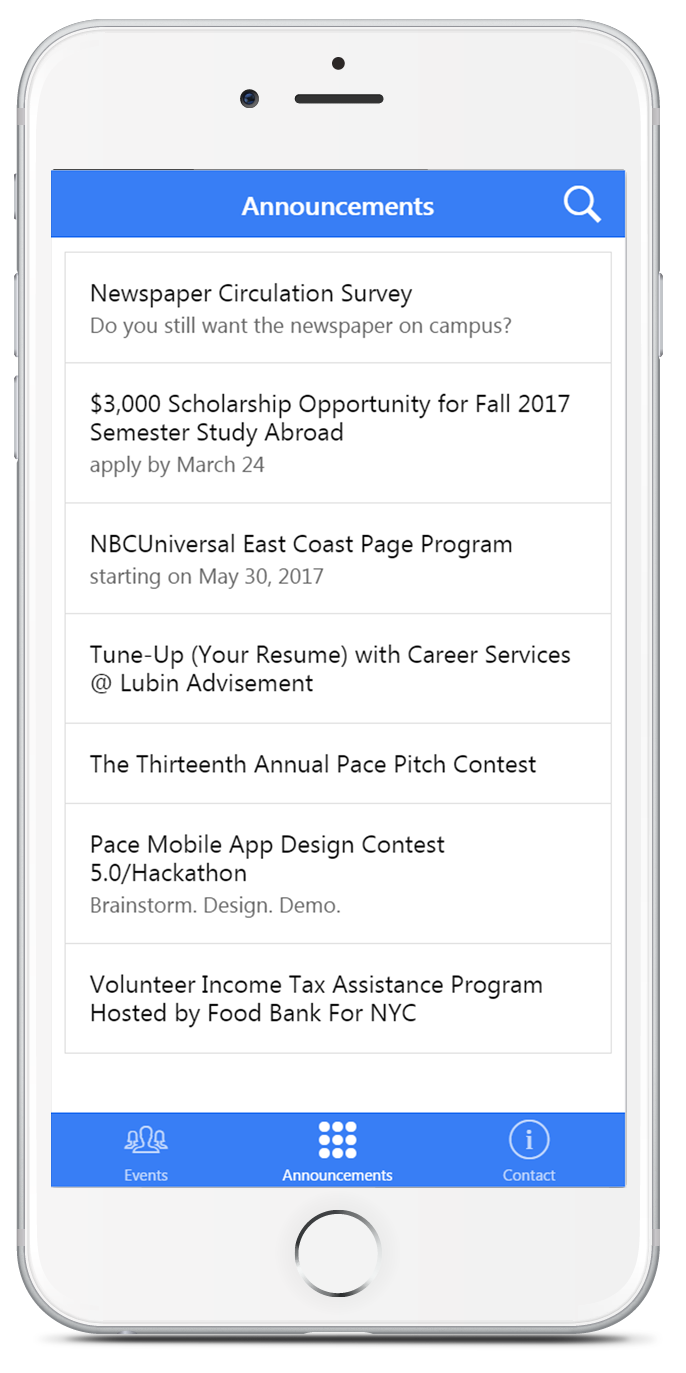 Announcements
Newspaper Circulation Survey
Do you still want the newspaper on campus?
$3,000 Scholarship Opportunity for Fall 2017
Semester Study Abroad
apply by March 24
NBCUniversal East Coast Page Program
starting on May 30, 2017
Tune-Up (Your Resume) with Career Services
@ Lubin Advisement
The Thirteenth Annual Pace Pitch Contest
Pace Mobile App Design Contest
5.0/Hackathon
Brainstorm. Design. Demo.
Volunteer Income Tax Assistance Program
Hosted by Food Bank For NYC
Events
Announcements
Contact